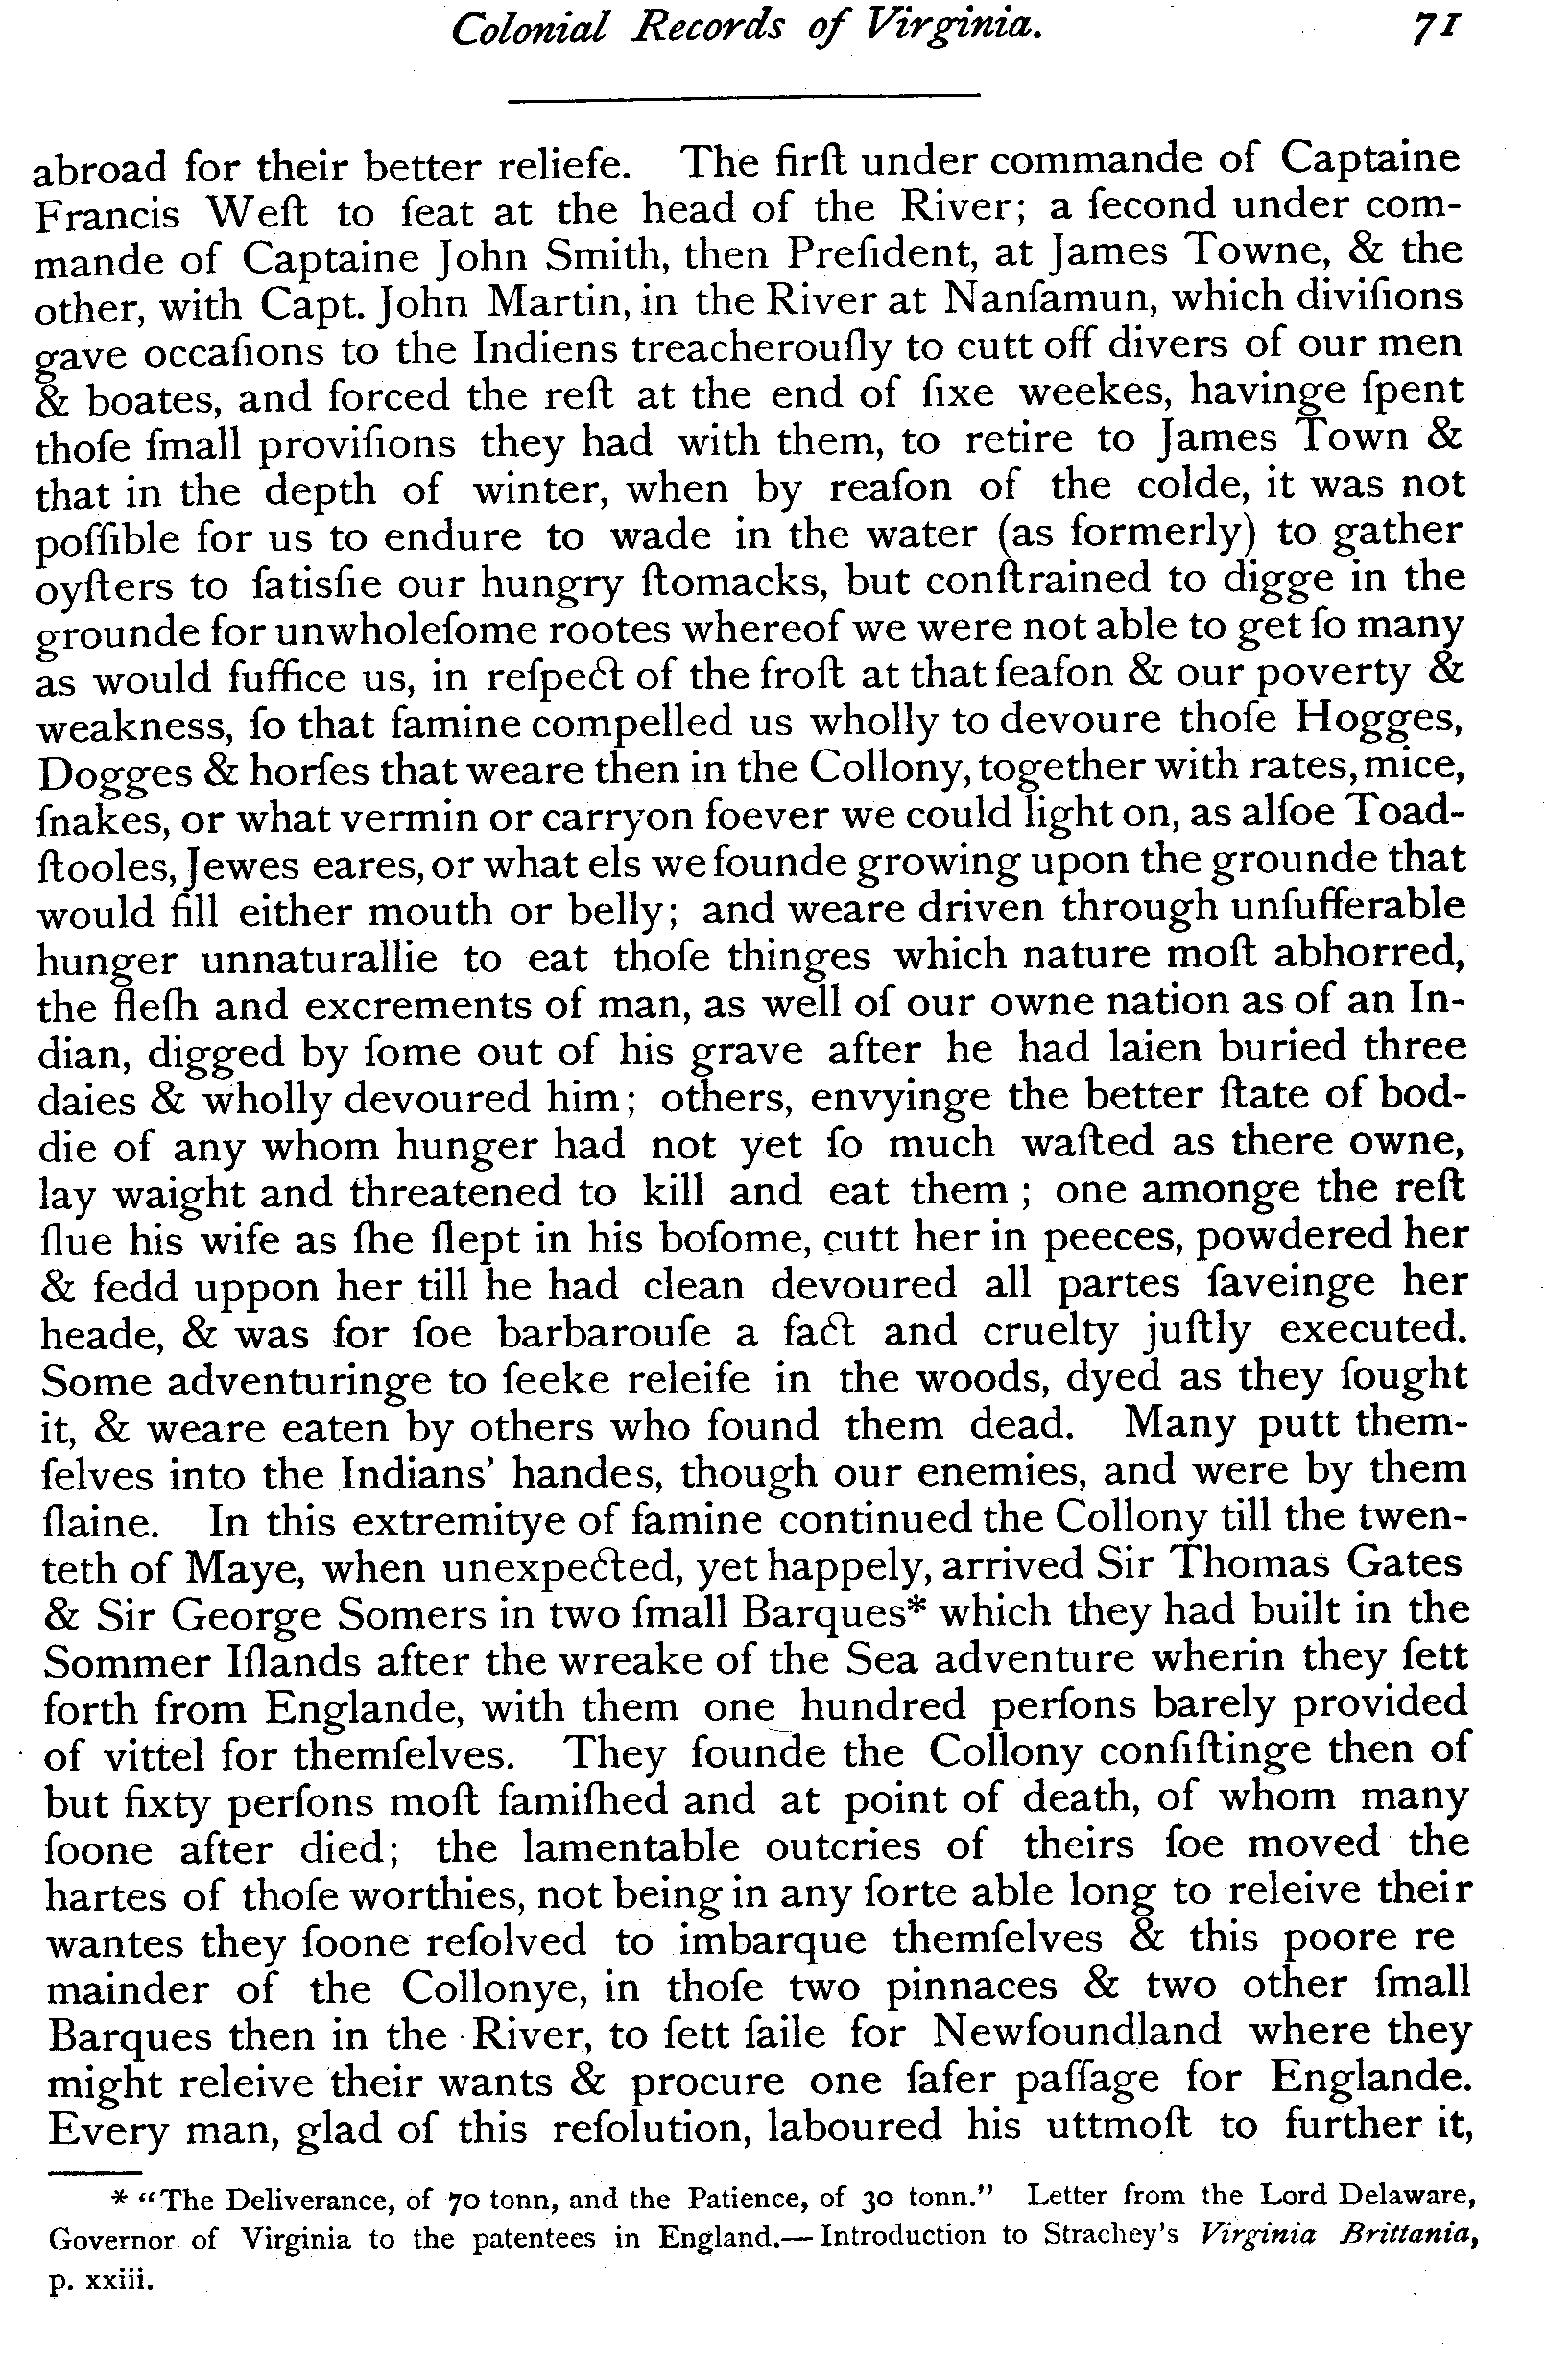 Colonial Records of Virginia. 71
abroad for their better reliefe. The firſt under commande of Captaine
Francis Weſt to ſeat at the head of the River; a ſecond under com-
mande of Captaine John Smith, then Preſident, at James Towne, & the
other, with Capt. John Martin, in the River at Nanſamun, which diviſions
gave occaſions to the Indiens treacherouſly to cutt off divers of our men
& boates, and forced the reſt at the end of ſixe weekes, havinge ſpent
thoſe ſmall proviſions they had with them, to retire to James Town &
that in the depth of winter, when by reaſon of the colde, it was not
poſſible for us to endure to wade in the water (as formerly) to gather
oyſters to ſatisfie our hungry ſtomacks, but conſtrained to digge in the
grounde for unwholeſome rootes whereof we were not able to get ſo many
as would ſuffice us, in reſpect of the froſt at that ſeaſon & our poverty &
weakness, ſo that famine compelled us wholly to devoure thoſe Hogges,
Dogges & horſes that weare then in the Collony, together with rates, mice,
ſnakes, or what vermin or carryon ſoever we could light on, as alſoe Toad-
ſtooles, Jewes eares, or what els we founde growing upon the grounde that
would fill either mouth or belly; and weare driven through unſufferable
hunger unnaturallie to eat thoſe thinges which nature moſt abhorred,
the fleſh and excrements of man, as well of our owne nation as of an In-
dian, digged by ſome out of his grave after he had laien buried three
daies & wholly devoured him; others, envyinge the better ſtate of bod-
die of any whom hunger had not yet ſo much waſted as there owne,
lay waight and threatened to kill and eat them; one amonge the reſt
ſlue his wife as ſhe ſlept in his boſome, cutt her in peeces, powdered her
& fedd uppon her till he had clean devoured all partes ſaveinge her
heade, & was for ſoe barbarouſe a fact and cruelty juſtly executed.
Some adventuringe to ſeeke releife in the woods, dyed as they ſought
it, & weare eaten by others who found them dead. Many putt them-
ſelves into the Indians' handes, though our enemies, and were by them
ſlaine. In this extremitye of famine continued the Collony till the twen-
teth of Maye, when unexpected, yet happely, arrived Sir Thomas Gates
& Sir George Somers in two ſmall Barques* which they had built in the
Sommer Iſlands after the wreake of the Sea adventure wherin they ſett
forth from Englande, with them one hundred perſons barely provided
of vittel for themſelves. They founde the Collony conſiſtinge then of
but ſixty perſons moſt famiſhed and at point of death, of whom many
ſoone after died; the lamentable outcries of theirs ſoe moved the
hartes of thoſe worthies, not being in any ſorte able long to releive their
wantes they ſoone reſolved to imbarque themſelves & this poore re
mainder of the Collonye, in thoſe two pinnaces & two other ſmall
Barques then in the River, to ſett ſaile for Newfoundland where they
might releive their wants & procure one ſafer paſſage for Englande.
Every man, glad of this reſolution, laboured his uttmoſt to further it,
* "The Deliverance, of 70 tonn, and the Patience, of 30 tonn." Letter from the Lord Delaware,
Governor of Virginia to the patentees in England.—Introduction to Strachey's Virginia Brittania,
p. xxiii.